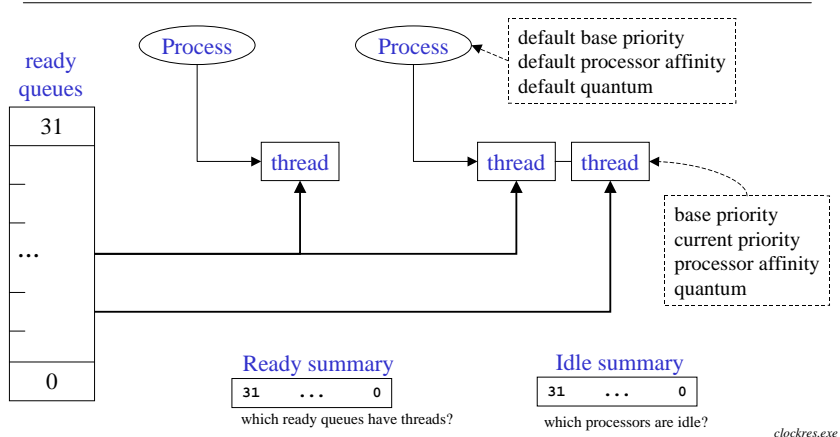 Process
Process
default base priority
default processor affinity
default quantum
ready
queues
31
thread
thread
thread
base priority
current priority
processor affinity
quantum
...
0
Ready summary
31 ... 0
which ready queues have threads?
Idle summary
31 ... 0
which processors are idle?
clockres.exe